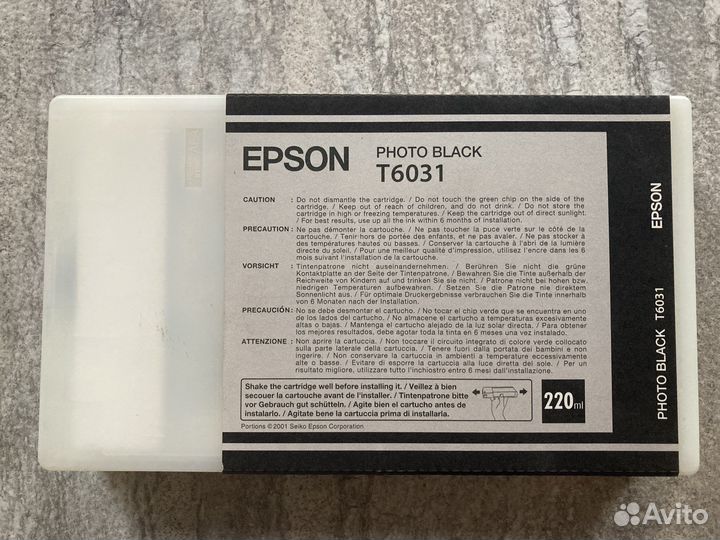 EPSON
PHOTO BLACK
T6031
CAUTION : Do not dismantle the cartridge. / Do not touch the green chip on the side of the
cartridge. / Keep out of reach of children, and do not drink. / Do not store the
cartridge in high or freezing temperatures. / Keep the cartridge out of direct sunlight.
/ For best results, use up all the ink within 6 months of installation.
PRECAUTION : Ne pas démonter la cartouche. / Ne pas toucher la puce verte sur le côté de la
cartouche. / Tenir hors de portée des enfants, et ne pas avaler. / Ne pas stocker à
des températures hautes ou basses. / Conserver la cartouche à l'abri de la lumière
directe du soleil. / Pour une meilleure qualité d'impression, utilisez l'encre dans les 6
mois suivant l'installation de la cartouche.
VORSICHT : Tintenpatrone nicht auseinandernehmen. / Berühren Sie nicht die grüne
Kontaktplatte an der Seite der Tintenpatrone. / Bewahren Sie die Tinte außerhalb der
Reichweite von Kindern auf und trinken Sie sie nicht. / Tintenpatrone nicht bei hohen bzw.
niedrigen Temperaturen aufbewahren. / Setzen Sie die Patrone nie direktem
Sonnenlicht aus. / Für optimale Druckergebnisse verbrauchen Sie die Tinte innerhalb
von 6 Monaten nach der Installation.
PRECAUCIÓN : No se debe desmontar el cartucho. / No tocar el chip verde que se encuentra en
uno de los lados del cartucho. / No almacene el cartucho a temperaturas excesivamente
altas o bajas. / Mantenga el cartucho alejado de la luz solar directa. / Para obtener
los mejores resultados, debe agotar toda la tinta en 6 meses una vez instalado.
ATTENZIONE : Non aprire la cartuccia. / Non toccare il circuito integrato di colore verde collocato
sulla parte laterale della cartuccia. / Tenere fuori dalla portata dei bambini e non
ingerire. / Non conservare la cartuccia in ambienti a temperature eccessivamente
alte o basse. / Evitare di esporre la cartuccia alla luce diretta del sole. / Per un
risultato migliore, utilizzare tutto l'inchiostro entro 6 mesi dall'installazione.
Shake the cartridge well before installing it. / Veillez à bien
secouer la cartouche avant de l'installer. / Tintenpatrone bitte
vor Gebrauch gut schütteln. / Agite bien el cartucho antes de
instalarlo. / Agitate bene la cartuccia prima di installarla.
220ml
Portions ©2001 Seiko Epson Corporation.
PHOTO BLACK T6031 EPSON
Avito